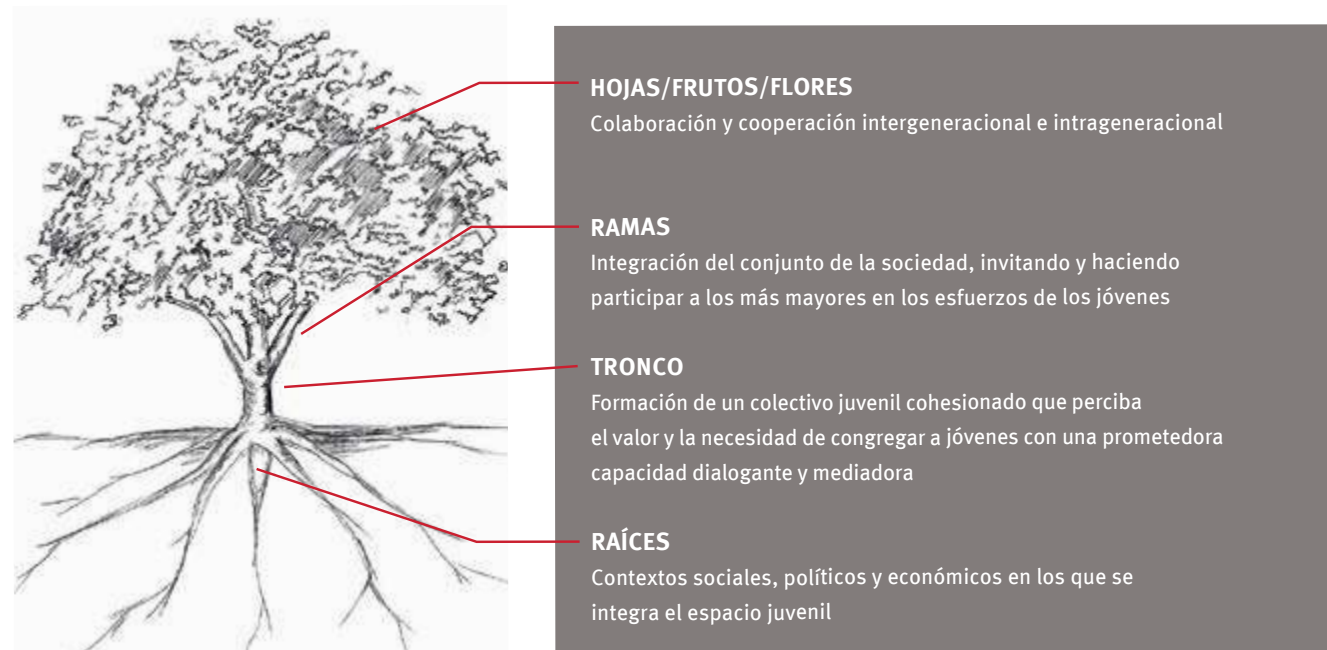 HOJAS/FRUTOS/FLORES
Colaboración y cooperación intergeneracional e intrageneracional
RAMAS
Integración del conjunto de la sociedad, invitando y haciendo
participar a los más mayores en los esfuerzos de los jóvenes
TRONCO
Formación de un colectivo juvenil cohesionado que perciba
el valor y la necesidad de congregar a jóvenes con una prometedora
capacidad dialogante y mediadora
RAÍCES
Contextos sociales, políticos y económicos en los que se
integra el espacio juvenil